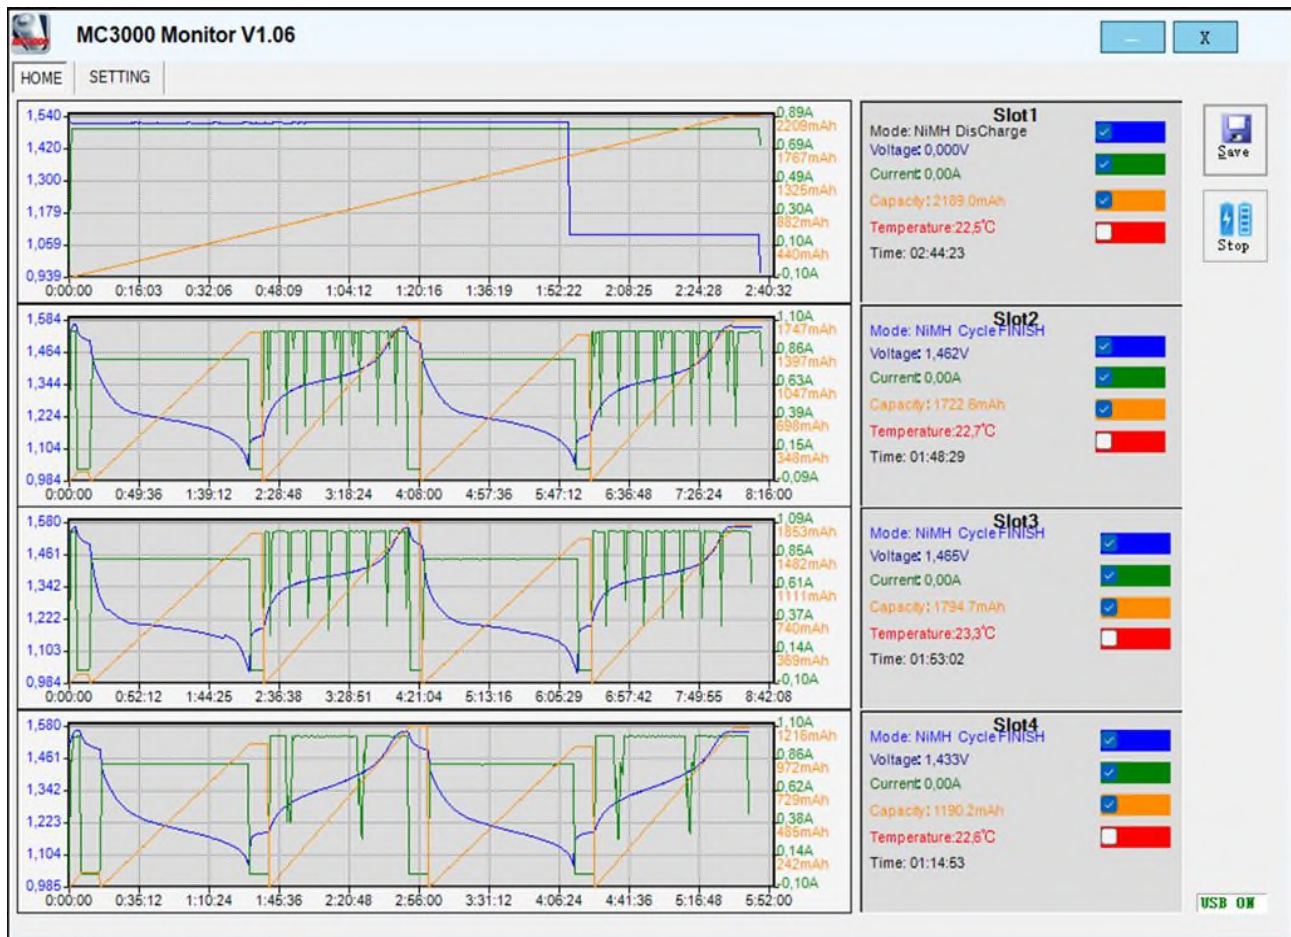 MC3000 Monitor V1.06
X
HOME SETTING
1,540
1,420
1,300
1,179
1,059
0,939
0:00:00 0:16:03 0:32:06 0:48:09 1:04:12 1:20:16 1:36:19 1:52:22 2:08:25 2:24:28 2:40:32
0,89A
2209mAh
0,69A
1767mAh
0,49A
1325mAh
0,30A
882mAh
0,10A
440mAh
-0,10A
Slot1
Mode: NiMH DisCharge
Voltage: 0,000V
Current: 0,00A
Capacity: 2189.0mAh
Temperature:22,5°C
Time: 02:44:23
Save
Stop
1,584
1,464
1,344
1,224
1,104
0,984
0:00:00 0:49:36 1:39:12 2:28:48 3:18:24 4:08:00 4:57:36 5:47:12 6:36:48 7:26:24 8:16:00
1,10A
1747mAh
0,86A
1397mAh
0,63A
1047mAh
0,39A
698mAh
0,15A
348mAh
-0,09A
Slot2
Mode: NiMH Cycle FINISH
Voltage: 1,462V
Current: 0,00A
Capacity: 1722.6mAh
Temperature:22,7°C
Time: 01:48:29
1,580
1,461
1,342
1,222
1,103
0,984
0:00:00 0:52:12 1:44:25 2:36:38 3:28:51 4:21:04 5:13:16 6:05:29 6:57:42 7:49:55 8:42:08
1,09A
1853mAh
0,85A
1482mAh
0,61A
1111mAh
0,37A
740mAh
0,14A
369mAh
-0,10A
Slot3
Mode: NiMH Cycle FINISH
Voltage: 1,465V
Current: 0,00A
Capacity: 1794.7mAh
Temperature:23,3°C
Time: 01:53:02
1,580
1,461
1,342
1,223
1,104
0,985
0:00:00 0:35:12 1:10:24 1:45:36 2:20:48 2:56:00 3:31:12 4:06:24 4:41:36 5:16:48 5:52:00
1,10A
1216mAh
0,86A
972mAh
0,62A
729mAh
0,38A
485mAh
0,14A
242mAh
-0,10A
Slot4
Mode: NiMH Cycle FINISH
Voltage: 1,433V
Current: 0,00A
Capacity: 1190.2mAh
Temperature:22,6°C
Time: 01:14:53
USB ON